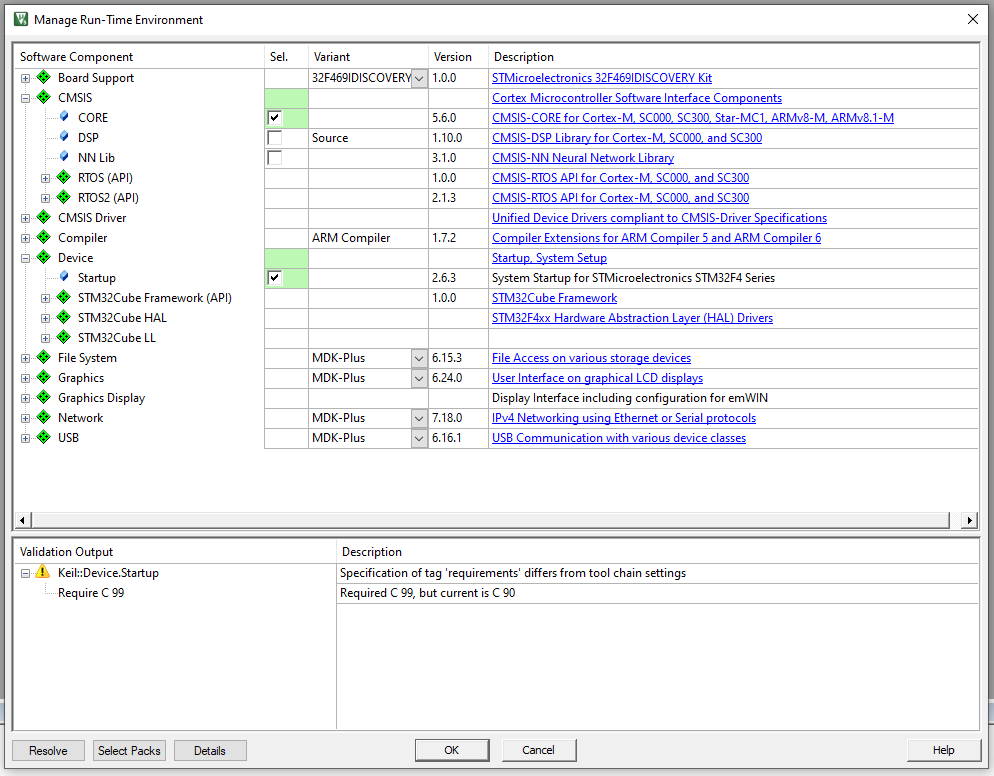 Manage Run-Time Environment
Software Component Sel. Variant Version Description
Board Support 32F469IDISCOVERY 1.0.0 STMicroelectronics 32F469IDISCOVERY Kit
CMSIS Cortex Microcontroller Software Interface Components
CORE 5.6.0 CMSIS-CORE for Cortex-M, SC000, SC300, Star-MC1, ARMv8-M, ARMv8.1-M
DSP Source 1.10.0 CMSIS-DSP Library for Cortex-M, SC000, and SC300
NN Lib 3.1.0 CMSIS-NN Neural Network Library
RTOS (API) 1.0.0 CMSIS-RTOS API for Cortex-M, SC000, and SC300
RTOS2 (API) 2.1.3 CMSIS-RTOS API for Cortex-M, SC000, and SC300
CMSIS Driver Unified Device Drivers compliant to CMSIS-Driver Specifications
Compiler ARM Compiler 1.7.2 Compiler Extensions for ARM Compiler 5 and ARM Compiler 6
Device Startup, System Setup
Startup 2.6.3 System Startup for STMicroelectronics STM32F4 Series
STM32Cube Framework (API) 1.0.0 STM32Cube Framework
STM32Cube HAL STM32F4xx Hardware Abstraction Layer (HAL) Drivers
STM32Cube LL
File System MDK-Plus 6.15.3 File Access on various storage devices
Graphics MDK-Plus 6.24.0 User Interface on graphical LCD displays
Graphics Display Display Interface including configuration for emWIN
Network MDK-Plus 7.18.0 IPv4 Networking using Ethernet or Serial protocols
USB MDK-Plus 6.16.1 USB Communication with various device classes
Validation Output Description
Keil::Device.Startup Specification of tag 'requirements' differs from tool chain settings
Require C 99 Required C 99, but current is C 90
Resolve Select Packs Details OK Cancel Help